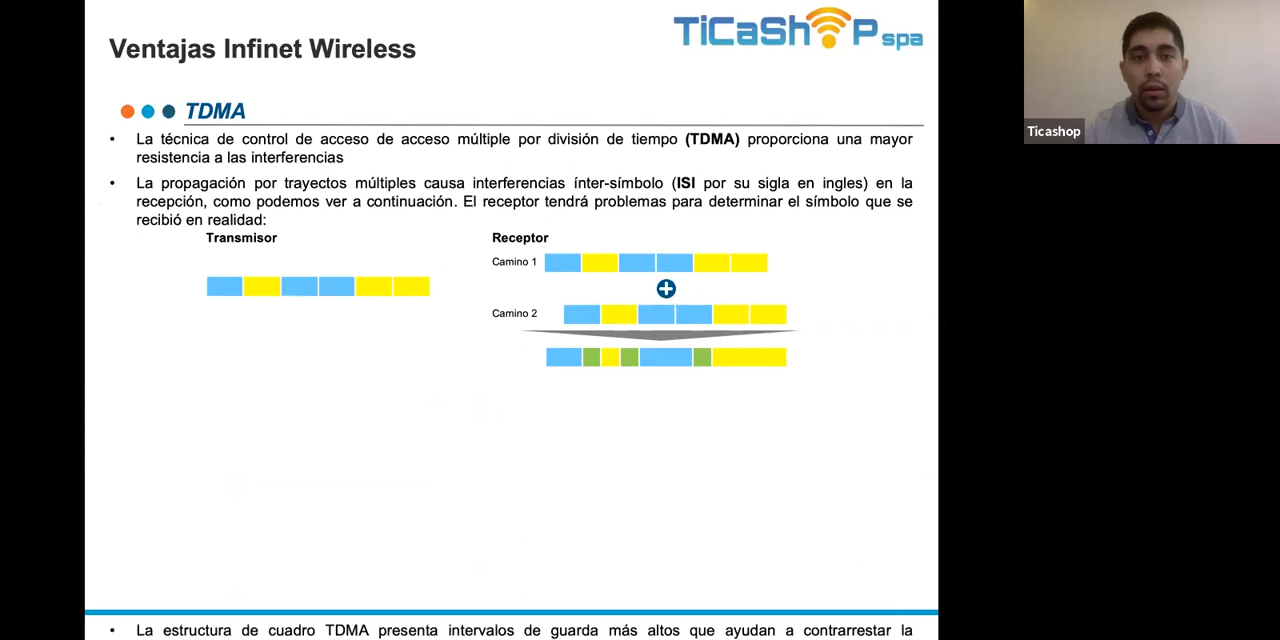 Ventajas Infinet Wireless
TiCaShop spa
Ticashop
TDMA
• La técnica de control de acceso de acceso múltiple por división de tiempo (TDMA) proporciona una mayor
resistencia a las interferencias
• La propagación por trayectos múltiples causa interferencias ínter-símbolo (ISI por su sigla en ingles) en la
recepción, como podemos ver a continuación. El receptor tendrá problemas para determinar el símbolo que se
recibió en realidad:
Transmisor
Receptor
Camino 1
Camino 2
• La estructura de cuadro TDMA presenta intervalos de guarda más altos que ayudan a contrarrestar la